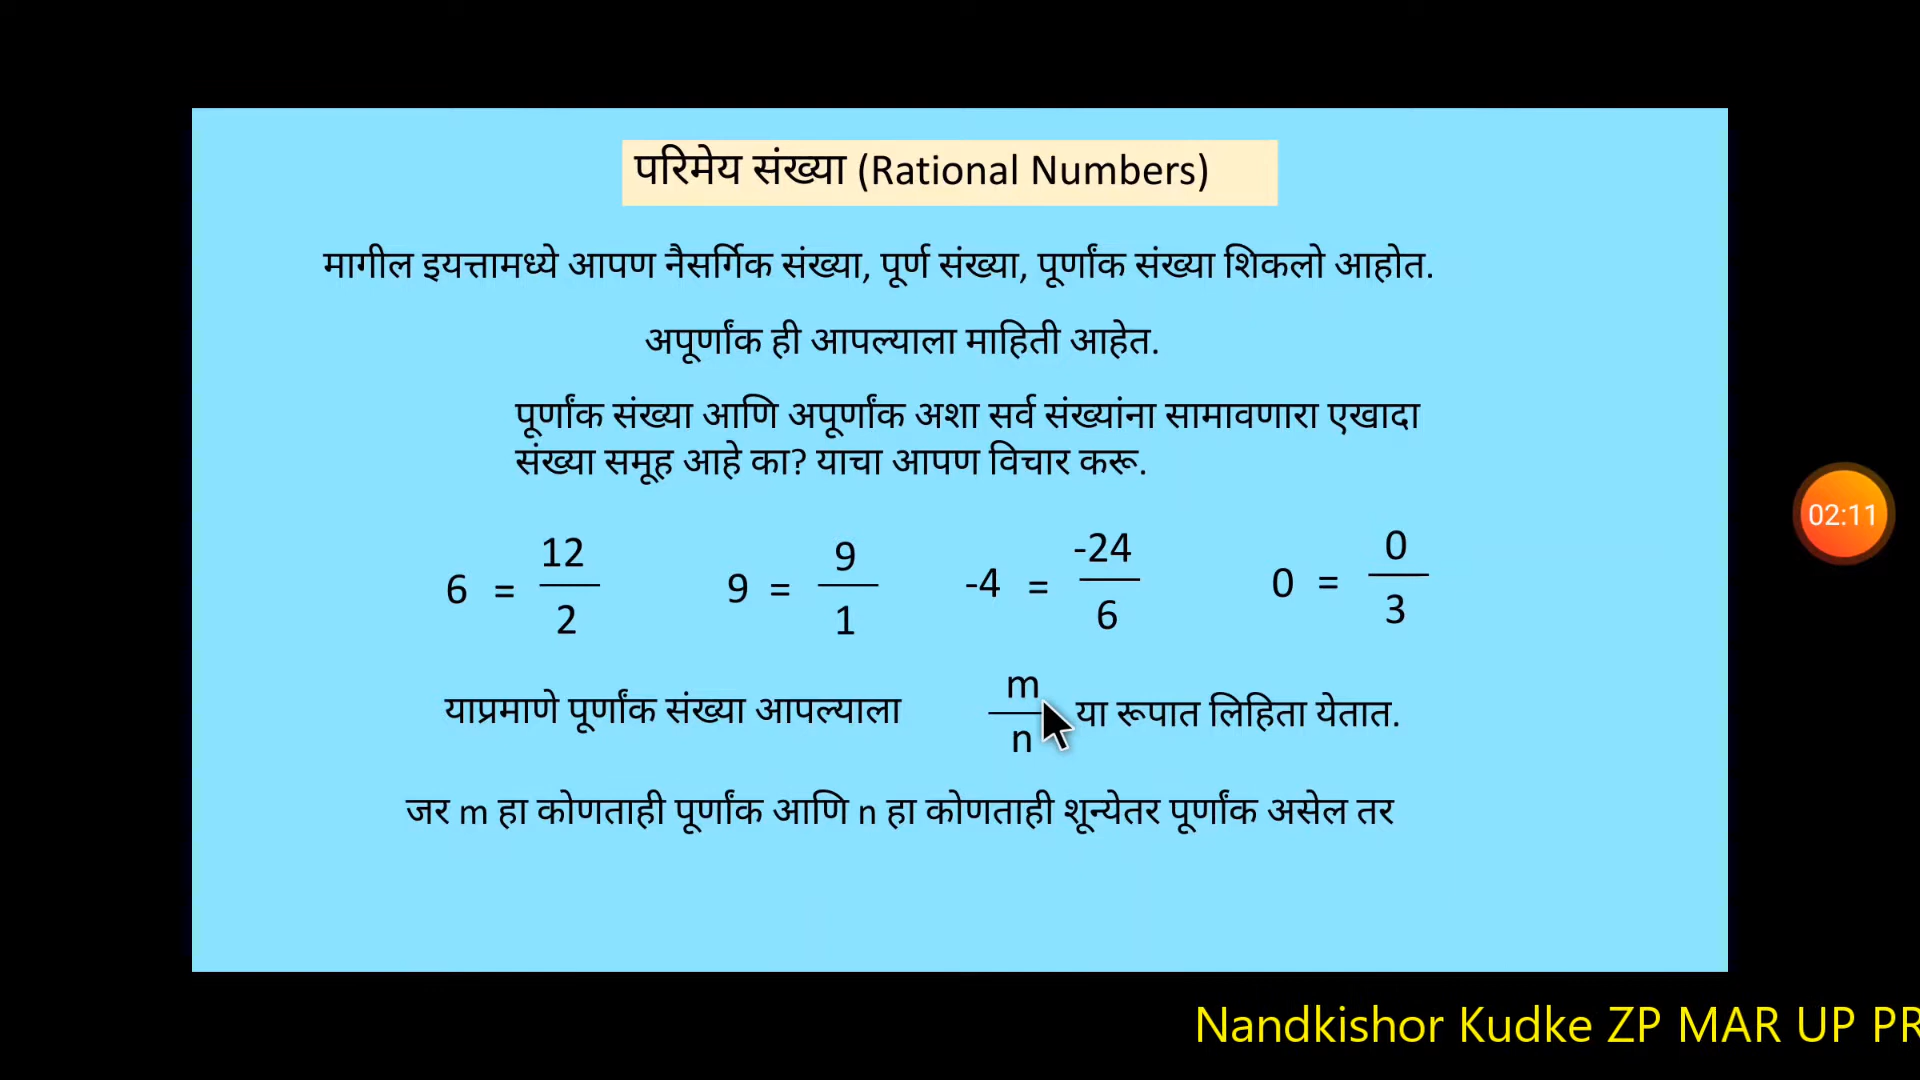 परिमेय संख्या (Rational Numbers)
मागील इयत्तामध्ये आपण नैसर्गिक संख्या, पूर्ण संख्या, पूर्णांक संख्या शिकलो आहोत.
अपूर्णांक ही आपल्याला माहिती आहेत.
पूर्णांक संख्या आणि अपूर्णांक अशा सर्व संख्यांना सामावणारा एखादा
संख्या समूह आहे का? याचा आपण विचार करू.
6 = 12/2 9 = 9/1 -4 = -24/6 0 = 0/3
02:11
याप्रमाणे पूर्णांक संख्या आपल्याला m/n या रूपात लिहिता येतात.
जर m हा कोणताही पूर्णांक आणि n हा कोणताही शून्येतर पूर्णांक असेल तर
Nandkishor Kudke ZP MAR UP PR